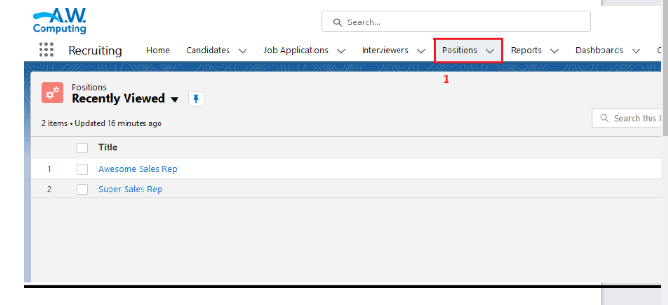 A.W.
Computing
Search...
Recruiting Home Candidates Job Applications Interviewers Positions Reports Dashboards
1
Positions
Recently Viewed
2 items • Updated 16 minutes ago
Search this
Title
1 Awesome Sales Rep
2 Super Sales Rep